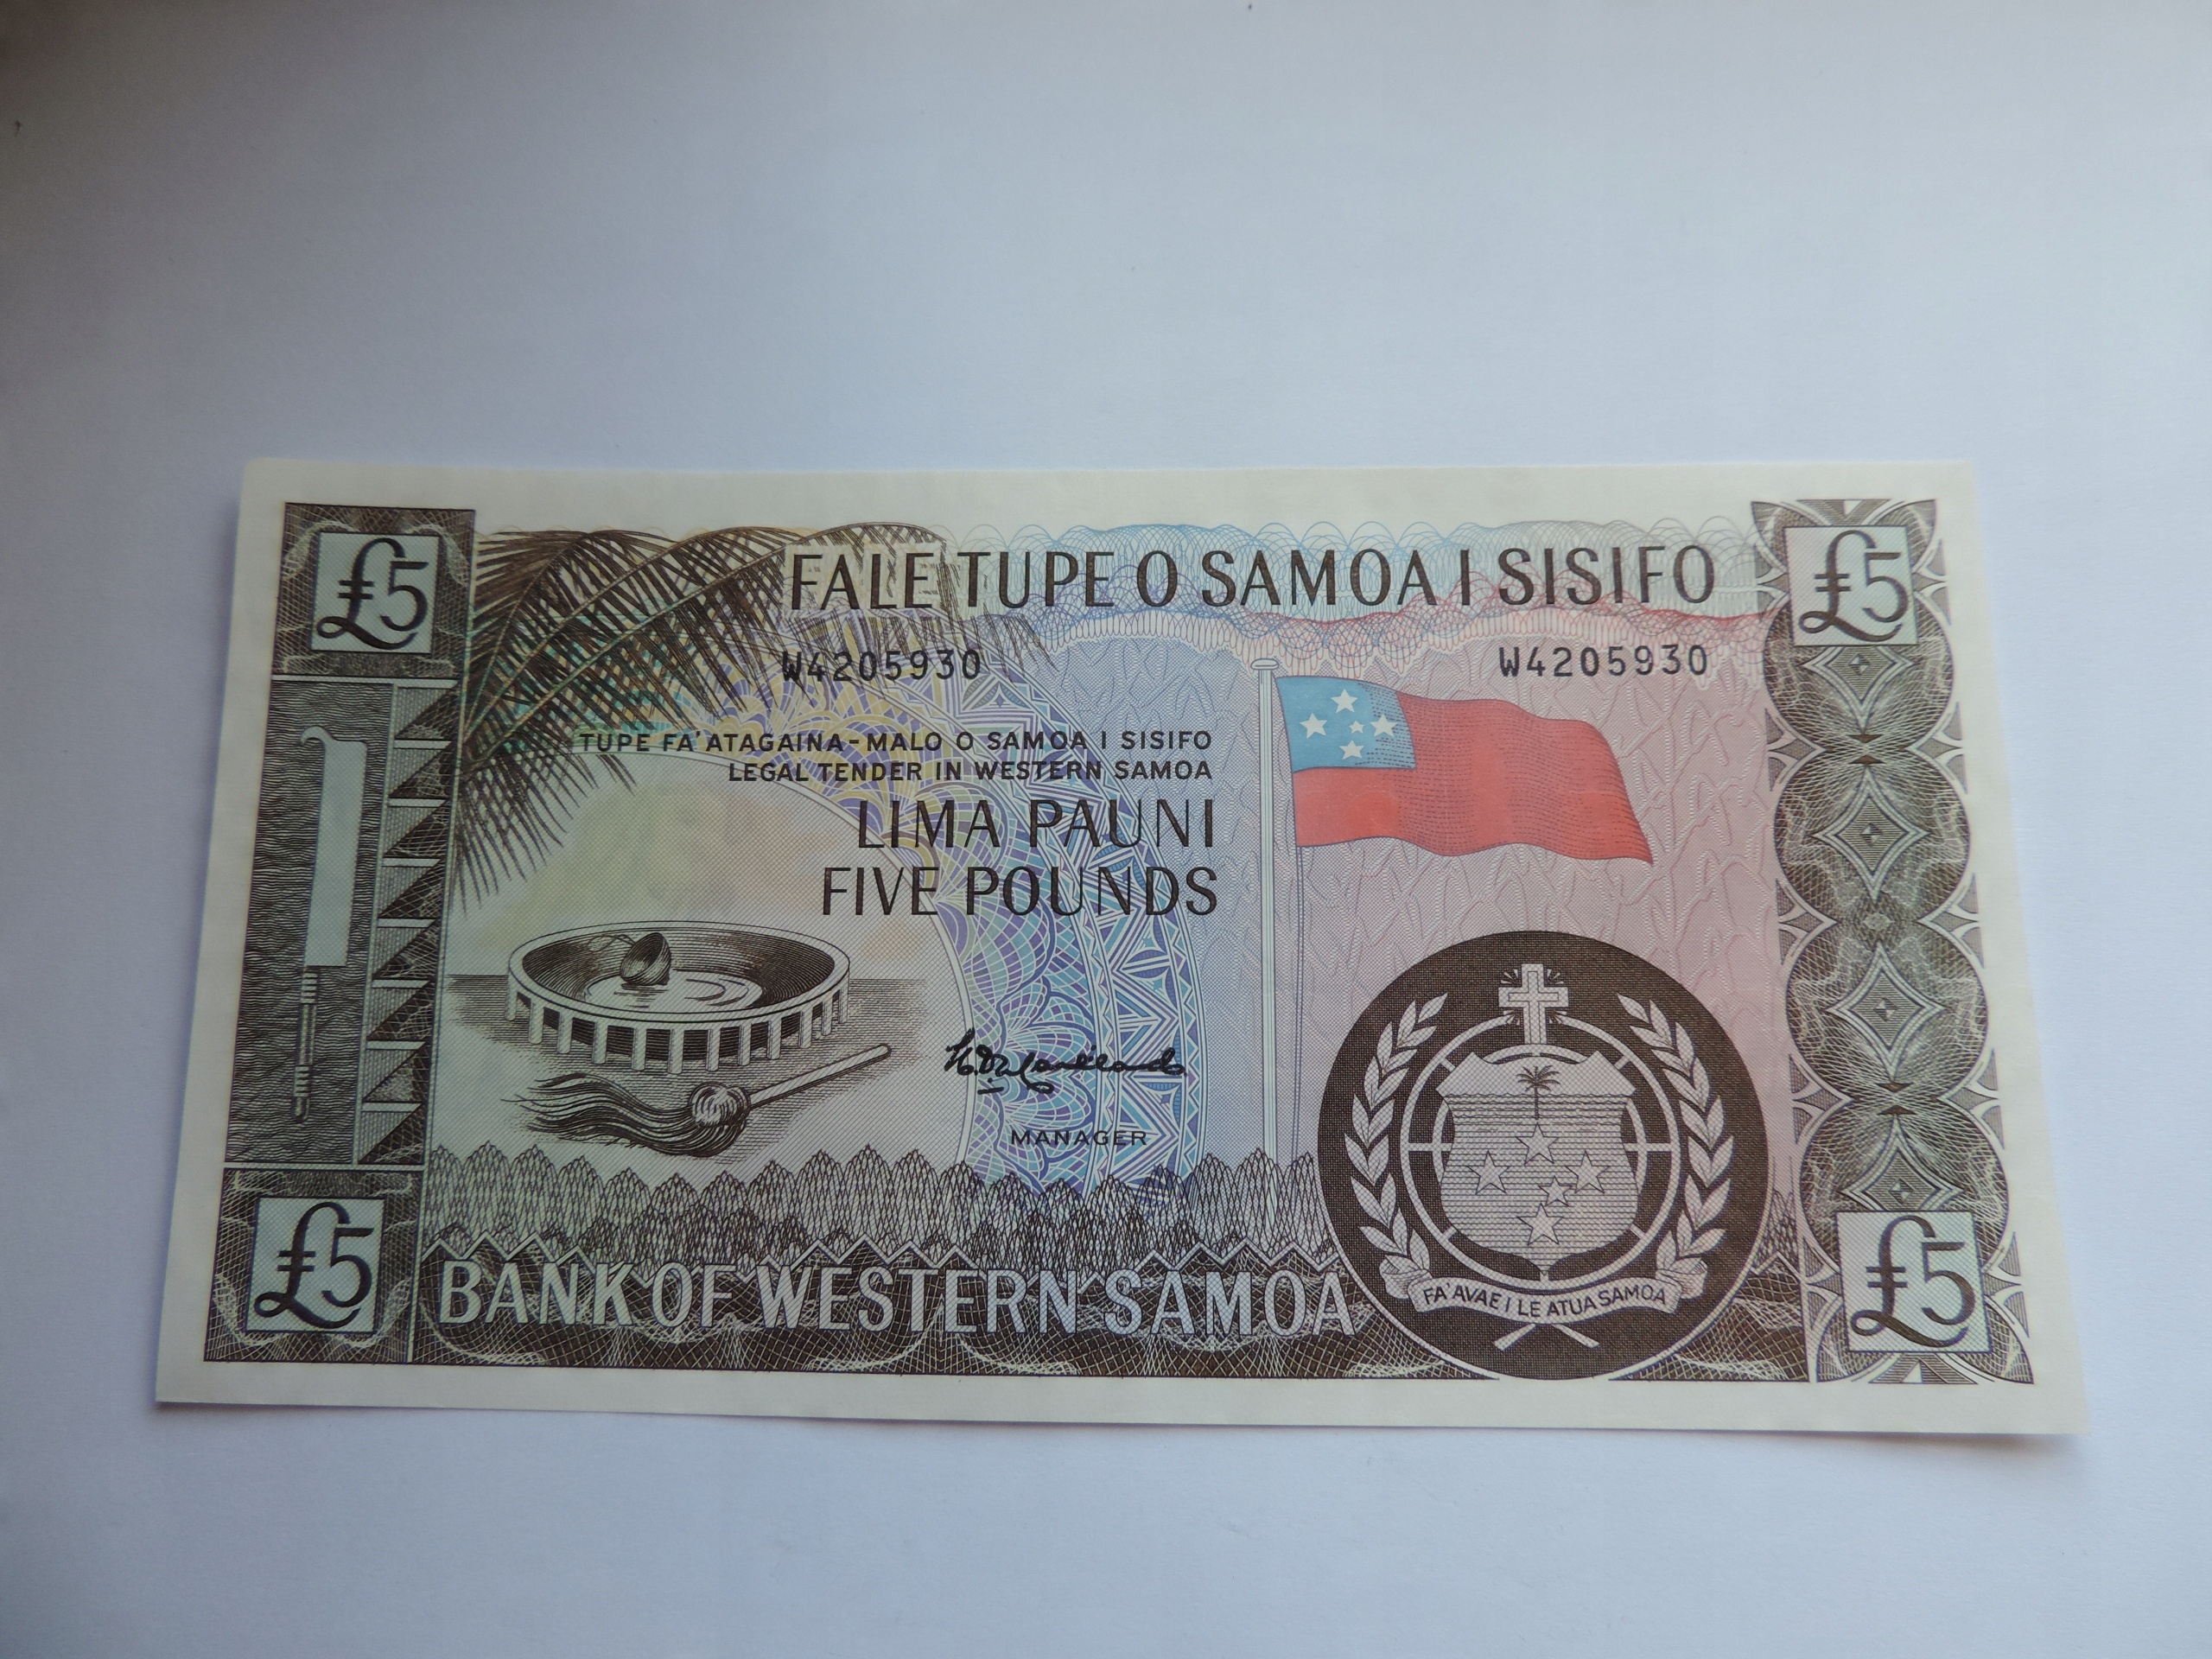 £5
£5
FALE TUPE O SAMOA I SISIFO
W4205930
W4205930
TUPE FA'ATAGAINA-MALO O SAMOA I SISIFO
LEGAL TENDER IN WESTERN SAMOA
LIMA PAUNI
FIVE POUNDS
MANAGER
FA'AVAE I LE ATUA SAMOA
£5
BANK OF WESTERN SAMOA
£5